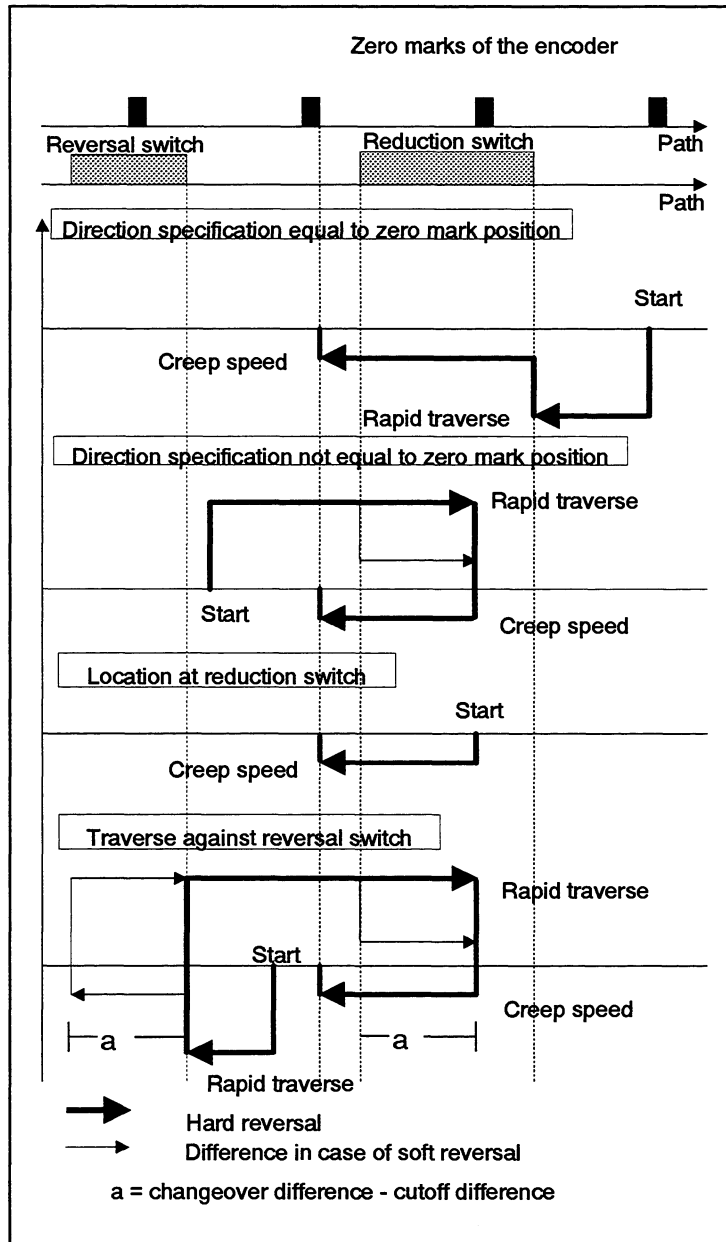 Zero marks of the encoder
Path
Reversal switch
Reduction switch
Path
Direction specification equal to zero mark position
Start
Creep speed
Rapid traverse
Direction specification not equal to zero mark position
Rapid traverse
Start
Creep speed
Location at reduction switch
Start
Creep speed
Traverse against reversal switch
Rapid traverse
Start
Creep speed
a
a
Rapid traverse
Hard reversal
Difference in case of soft reversal
a = changeover difference - cutoff difference